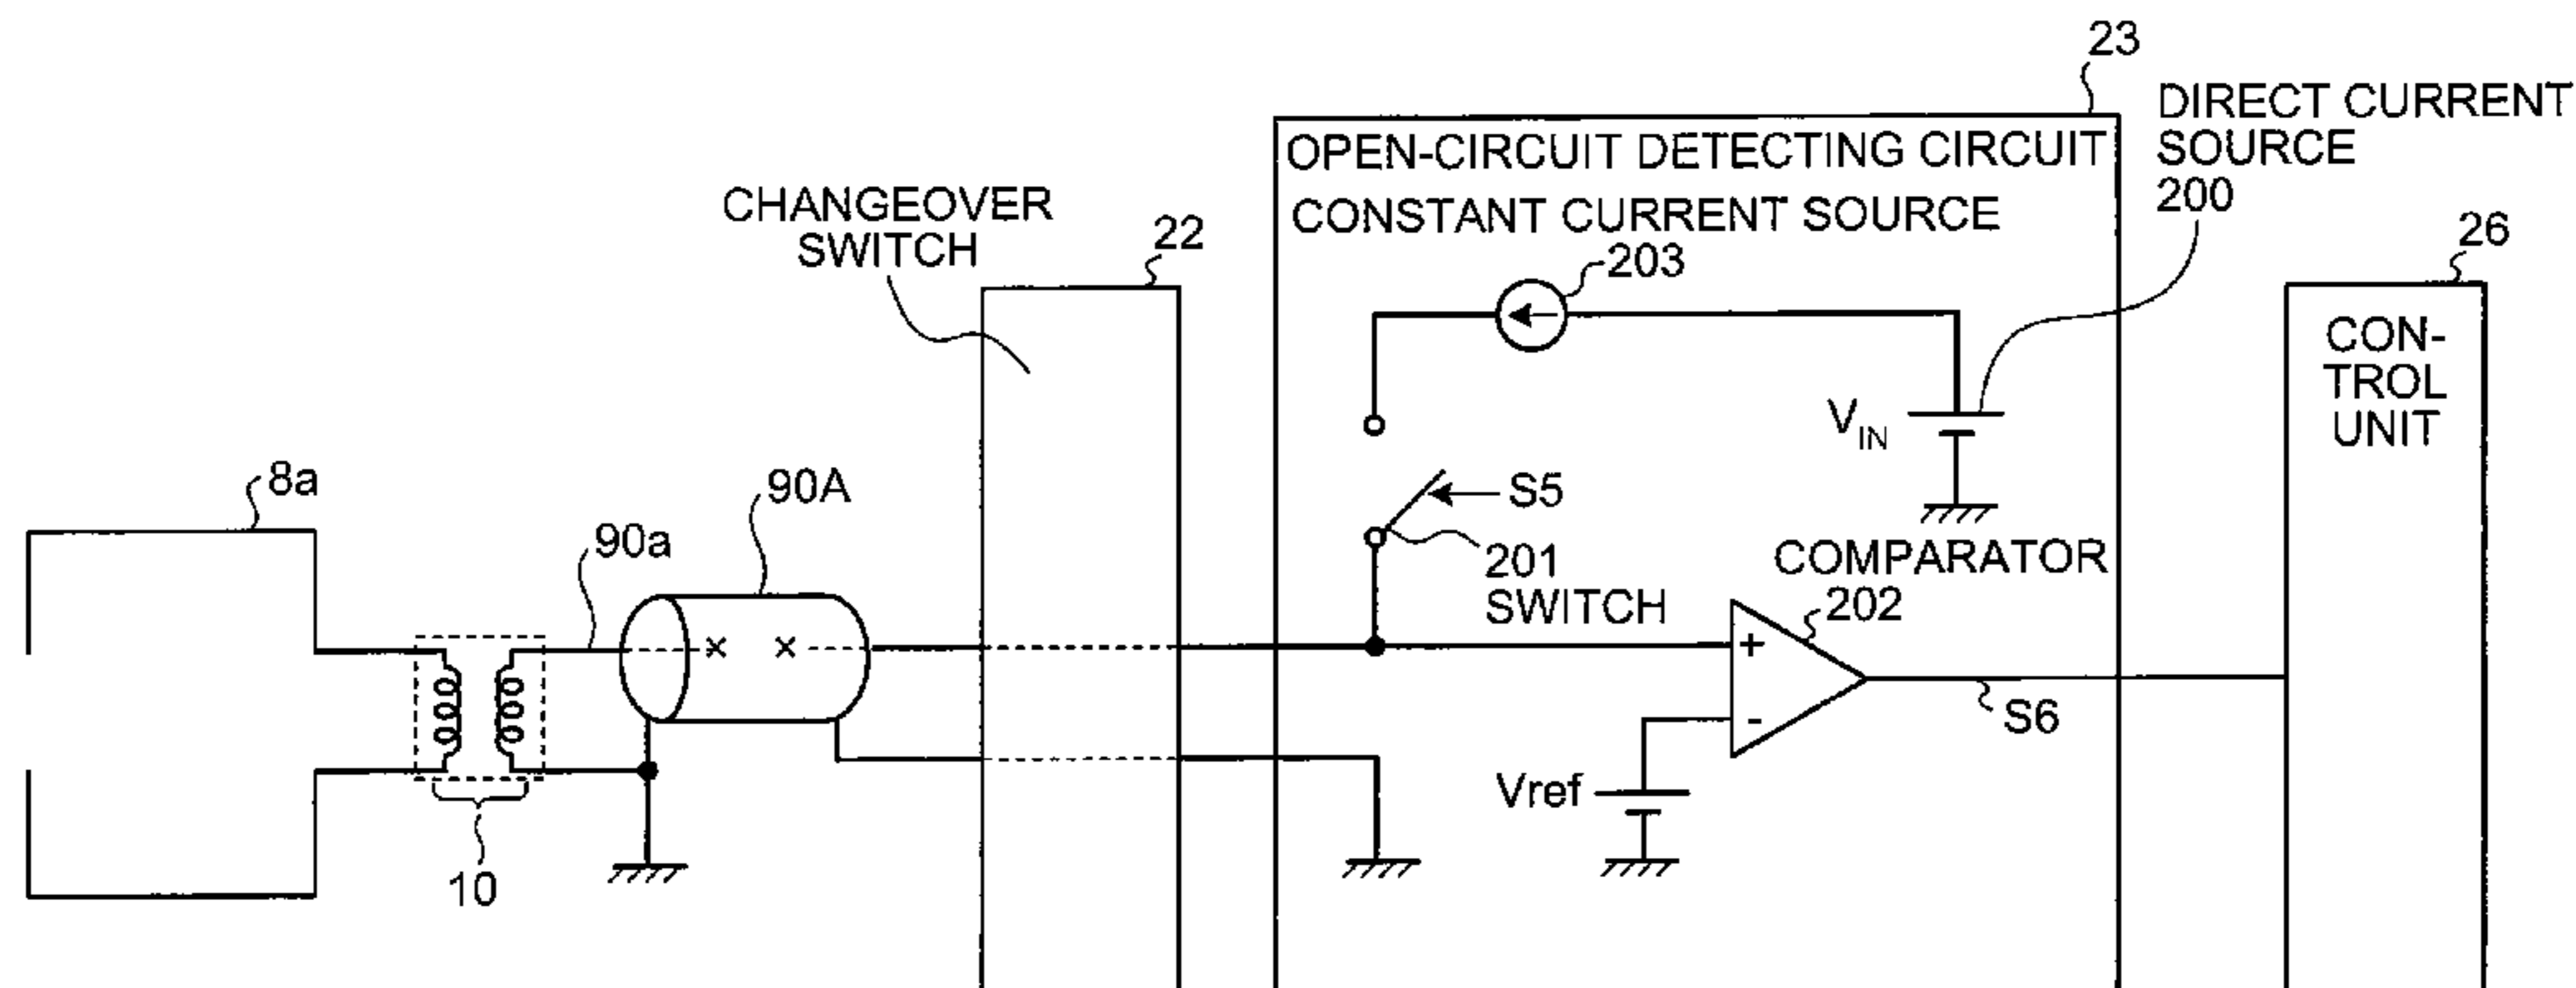 23
DIRECT CURRENT
SOURCE
200
OPEN-CIRCUIT DETECTING CIRCUIT
CONSTANT CURRENT SOURCE
203
CHANGEOVER
SWITCH
22
26
CON-
TROL
UNIT
VIN
8a
90a
90A
S5
201
SWITCH
COMPARATOR
202
+
-
S6
Vref
10